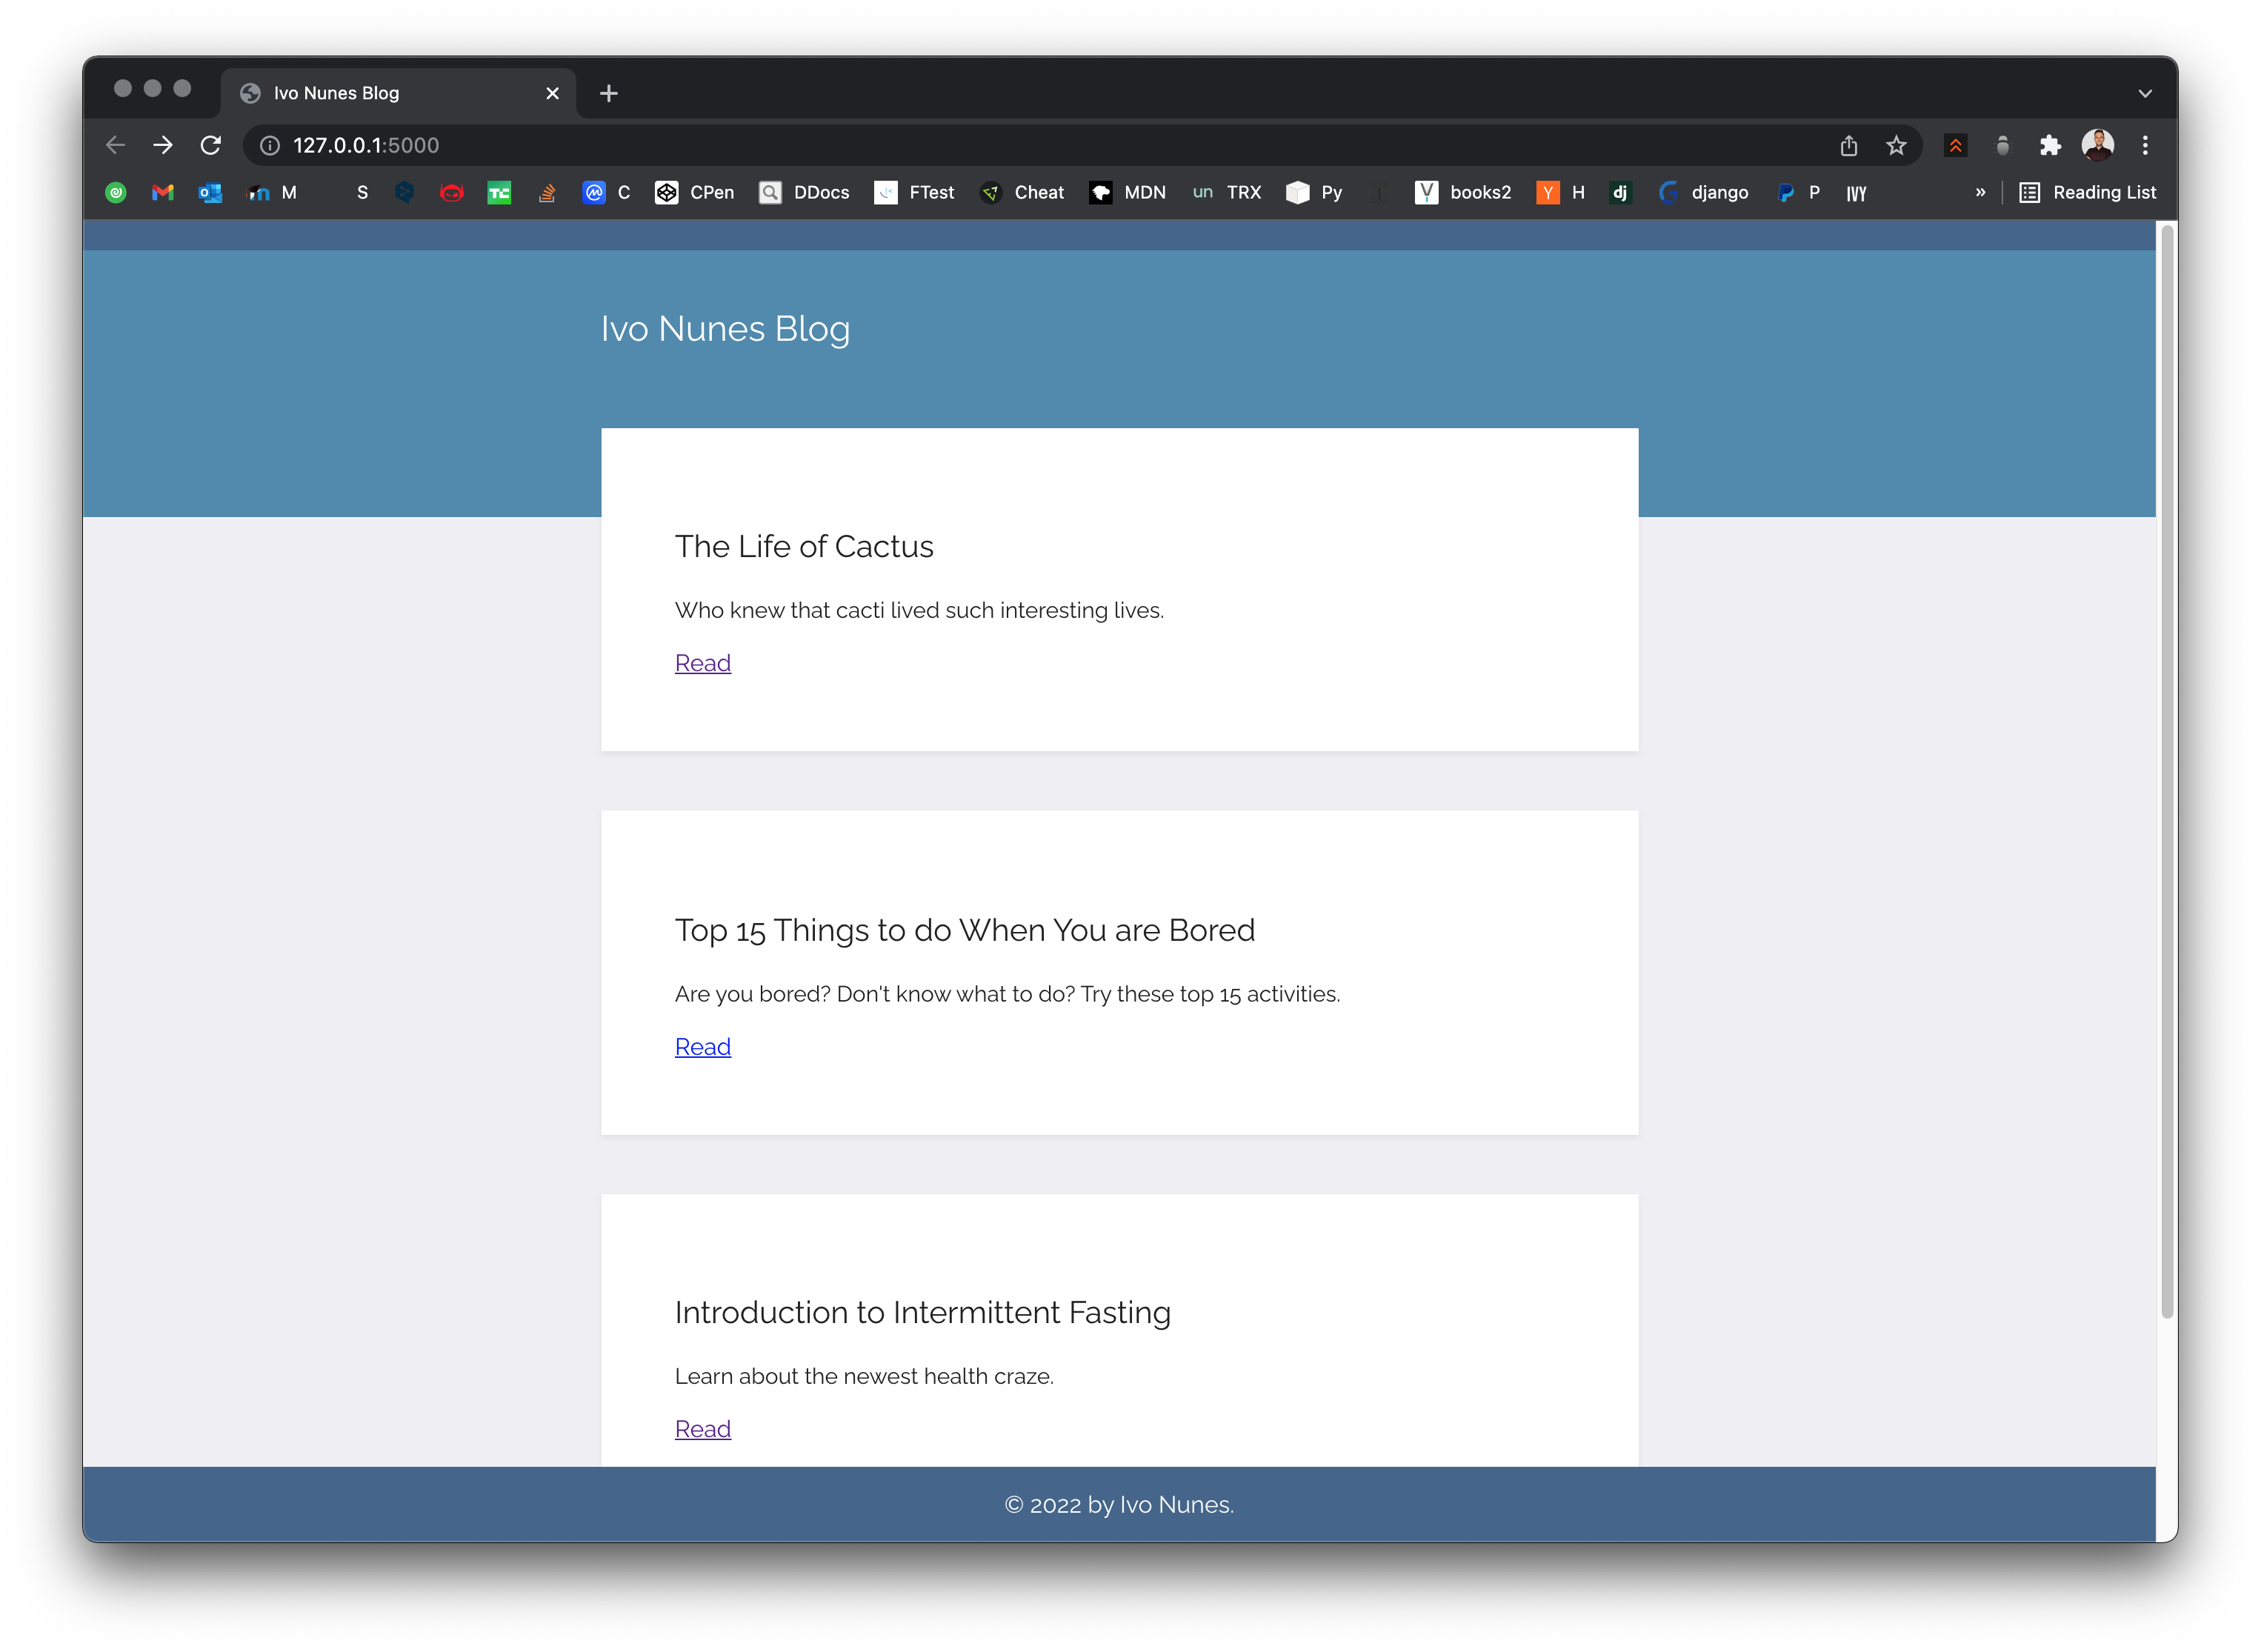 Ivo Nunes Blog
127.0.0.1:5000
M S C CPen DDocs FTest Cheat MDN un TRX Py books2 Y H dj django P IVY » Reading List
Ivo Nunes Blog
The Life of Cactus
Who knew that cacti lived such interesting lives.
Read
Top 15 Things to do When You are Bored
Are you bored? Don't know what to do? Try these top 15 activities.
Read
Introduction to Intermittent Fasting
Learn about the newest health craze.
Read
© 2022 by Ivo Nunes.